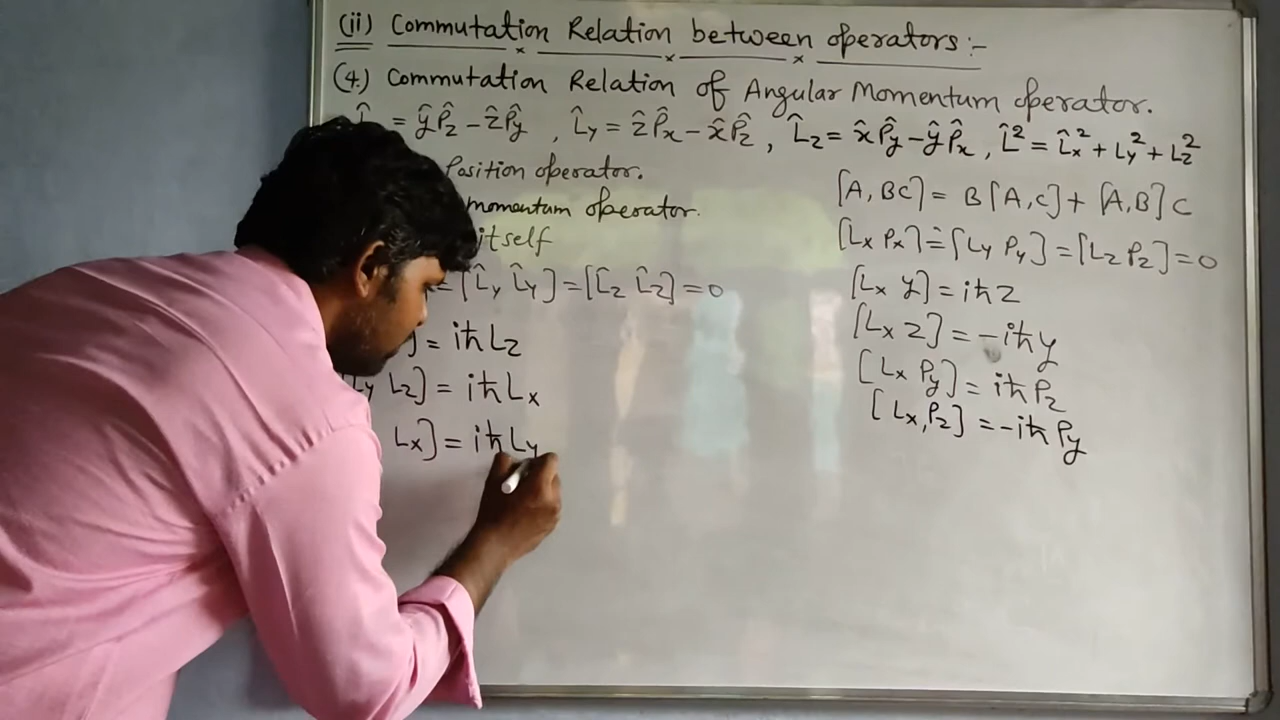 (ii) Commutation Relation between operators:-
(4.) Commutation Relation of Angular Momentum operator.
= ŷP̂z - ẑP̂y , L̂y = ẑP̂x - x̂P̂z , L̂z = x̂P̂y - ŷP̂x , L̂² = L̂x² + Ly² + Lz²
Position operator.
momentum operator.
itself
= [L̂y L̂y] = [L̂z L̂z] = 0
] = iħLz
Lz] = iħLx
Lx] = iħLy
[A, BC] = B[A,C] + [A,B]C
[Lx Px] = [Ly Py] = [Lz Pz] = 0
[Lx y] = iħz
[Lx z] = -iħy
[Lx Py] = iħPz
[Lx,Pz] = -iħPy